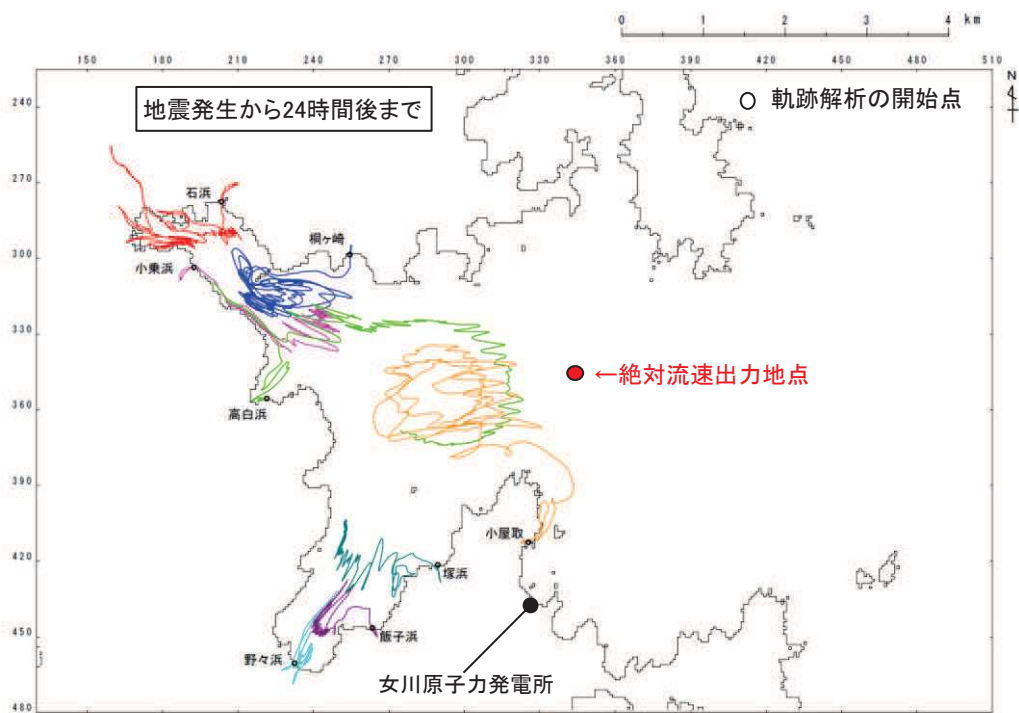 0 1 2 3 4 km
150 180 210 240 270 300 330 360 390 420 450 480 510
N
240
270
300
330
360
390
420
450
480
地震発生から24時間後まで
軌跡解析の開始点
石浜
桐ヶ崎
小乗浜
←絶対流速出力地点
高白浜
小屋取
塚浜
飯子浜
野々浜
女川原子力発電所